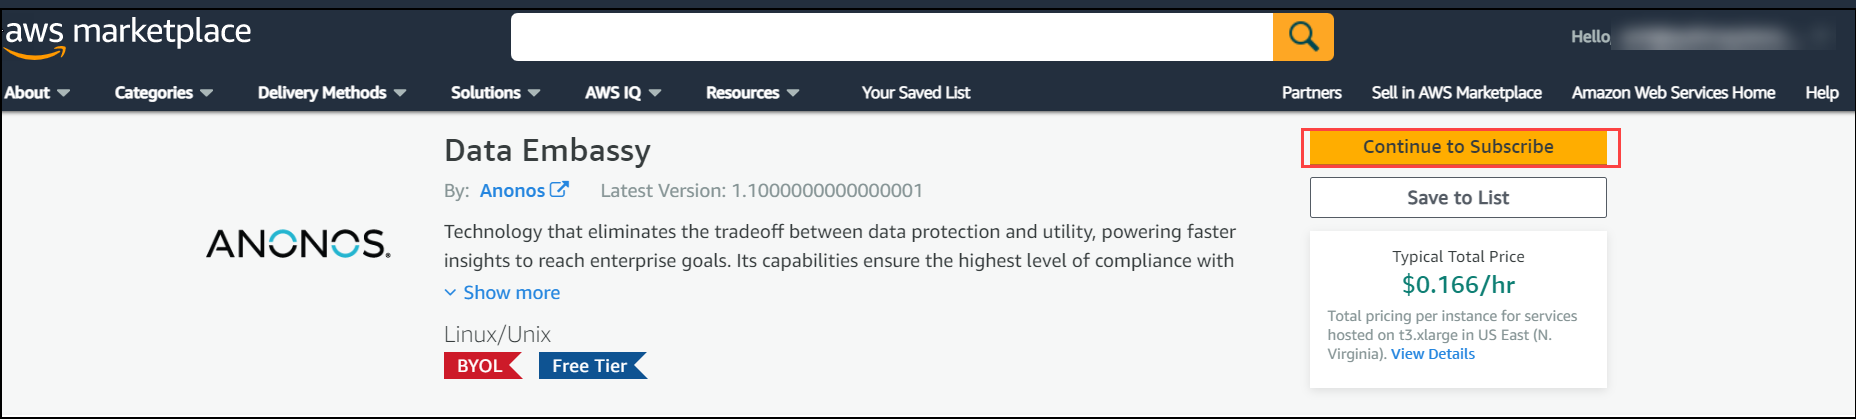 aws marketplace
Hello,
About
Categories
Delivery Methods
Solutions
AWS IQ
Resources
Your Saved List
Partners
Sell in AWS Marketplace
Amazon Web Services Home
Help
Data Embassy
Continue to Subscribe
By: Anonos
Latest Version: 1.1000000000000001
Save to List
ANONOS®
Technology that eliminates the tradeoff between data protection and utility, powering faster
insights to reach enterprise goals. Its capabilities ensure the highest level of compliance with
Show more
Typical Total Price
$0.166/hr
Total pricing per instance for services
hosted on t3.xlarge in US East (N.
Virginia). View Details
Linux/Unix
BYOL
Free Tier